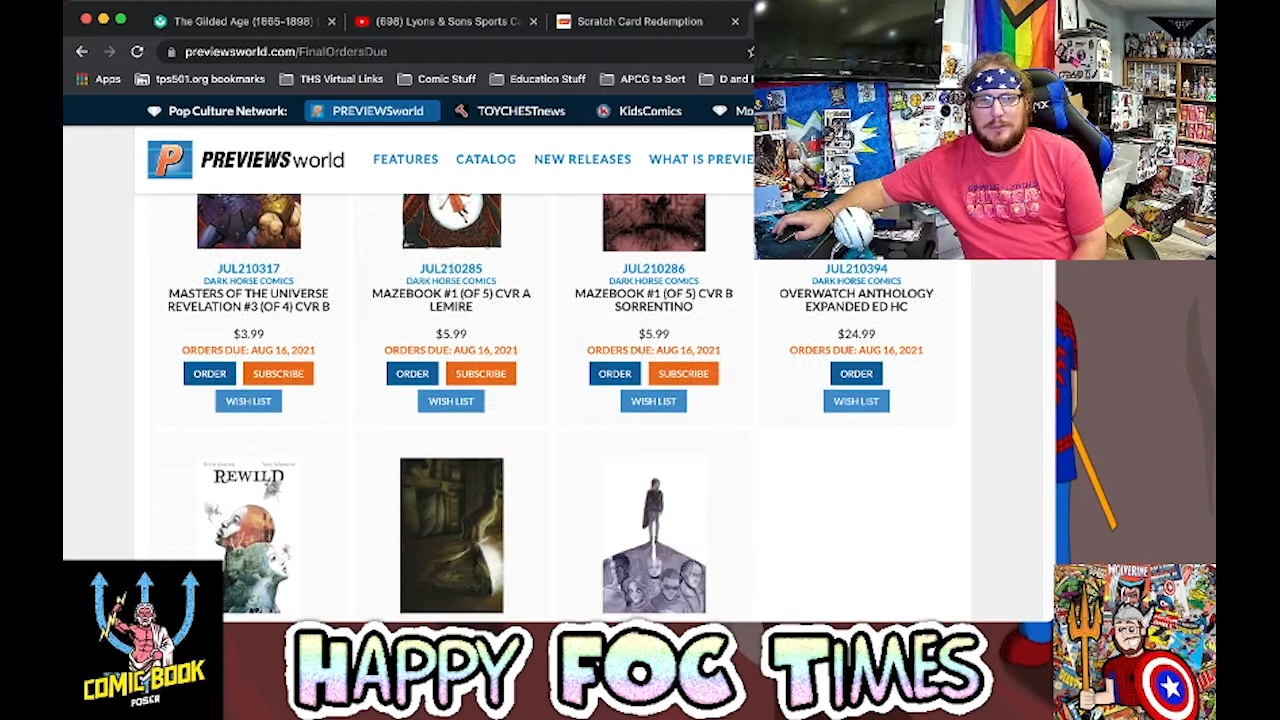 The Gilded Age (1865-1898)
(698) Lyons & Sons Sports Ca
Scratch Card Redemption
previewsworld.com/FinalOrdersDue
Apps
tps501.org bookmarks
THS Virtual Links
Comic Stuff
Education Stuff
APCG to Sort
D and
Pop Culture Network:
PREVIEWSworld
TOYCHESTnews
KidsComics
Mo
P PREVIEWS world
FEATURES
CATALOG
NEW RELEASES
WHAT IS PREVIE
JUL210317
DARK HORSE COMICS
MASTERS OF THE UNIVERSE
REVELATION #3 (OF 4) CVR B
$3.99
ORDERS DUE: AUG 16, 2021
ORDER
SUBSCRIBE
WISH LIST
JUL210285
DARK HORSE COMICS
MAZEBOOK #1 (OF 5) CVR A
LEMIRE
$5.99
ORDERS DUE: AUG 16, 2021
ORDER
SUBSCRIBE
WISH LIST
JUL210286
DARK HORSE COMICS
MAZEBOOK #1 (OF 5) CVR B
SORRENTINO
$5.99
ORDERS DUE: AUG 16, 2021
ORDER
SUBSCRIBE
WISH LIST
JUL210394
DARK HORSE COMICS
OVERWATCH ANTHOLOGY
EXPANDED ED HC
$24.99
ORDERS DUE: AUG 16, 2021
ORDER
WISH LIST
REWILD
COMIC BOOK
POSER
HAPPY FOC TIMES
WOLVERINE